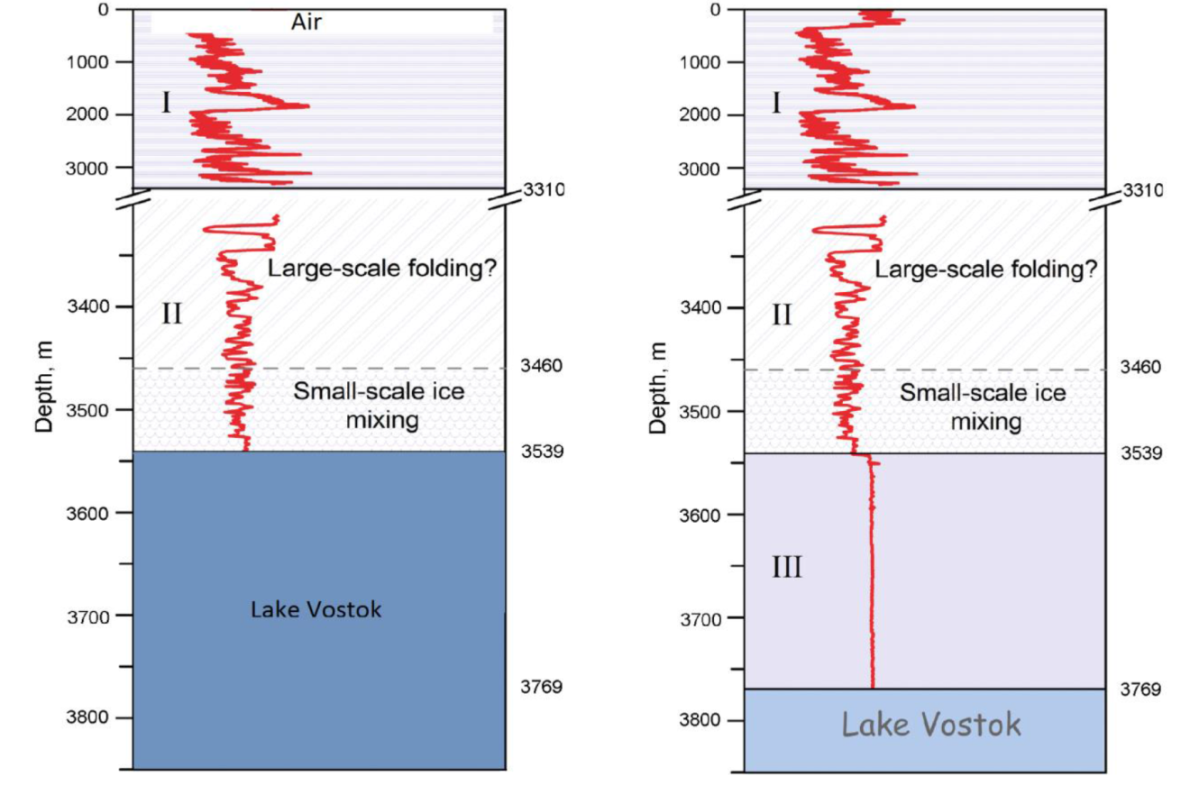 0
Air
1000
I
2000
3000
3310
Large-scale folding?
3400
II
3460
Small-scale ice
mixing
3500
3539
Depth, m
3600
Lake Vostok
3700
3769
3800
0
1000
I
2000
3000
3310
Large-scale folding?
3400
II
3460
Small-scale ice
mixing
3500
3539
Depth, m
3600
III
3700
3769
Lake Vostok
3800